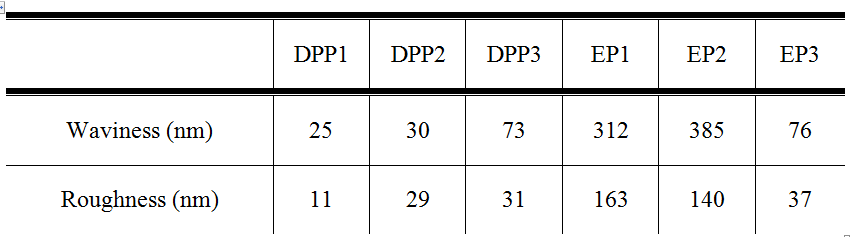 DPP1 DPP2 DPP3 EP1 EP2 EP3
Waviness (nm) 25 30 73 312 385 76
Roughness (nm) 11 29 31 163 140 37